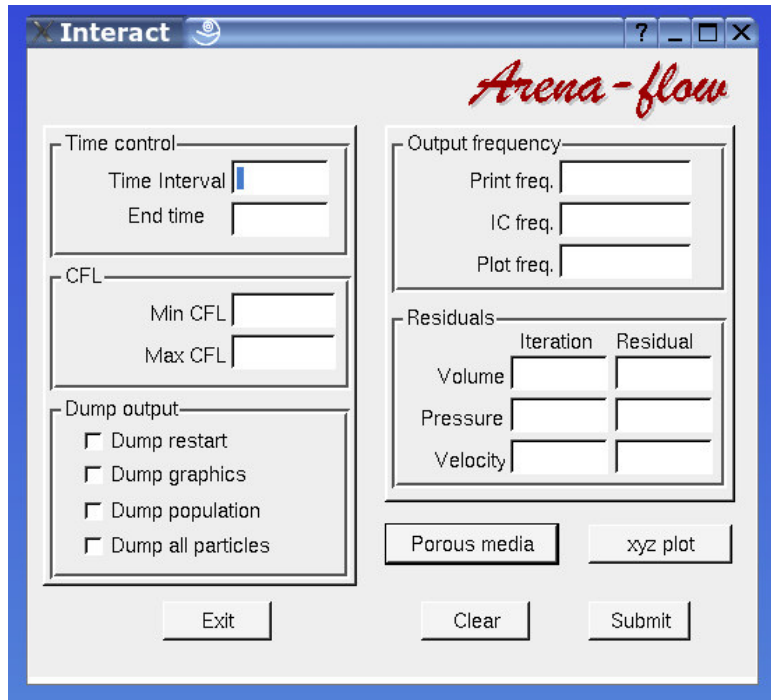 Interact
?
Arena-flow
Time control
Time Interval
End time
CFL
Min CFL
Max CFL
Dump output
Dump restart
Dump graphics
Dump population
Dump all particles
Output frequency
Print freq.
IC freq.
Plot freq.
Residuals
Iteration Residual
Volume
Pressure
Velocity
Porous media
xyz plot
Exit
Clear
Submit